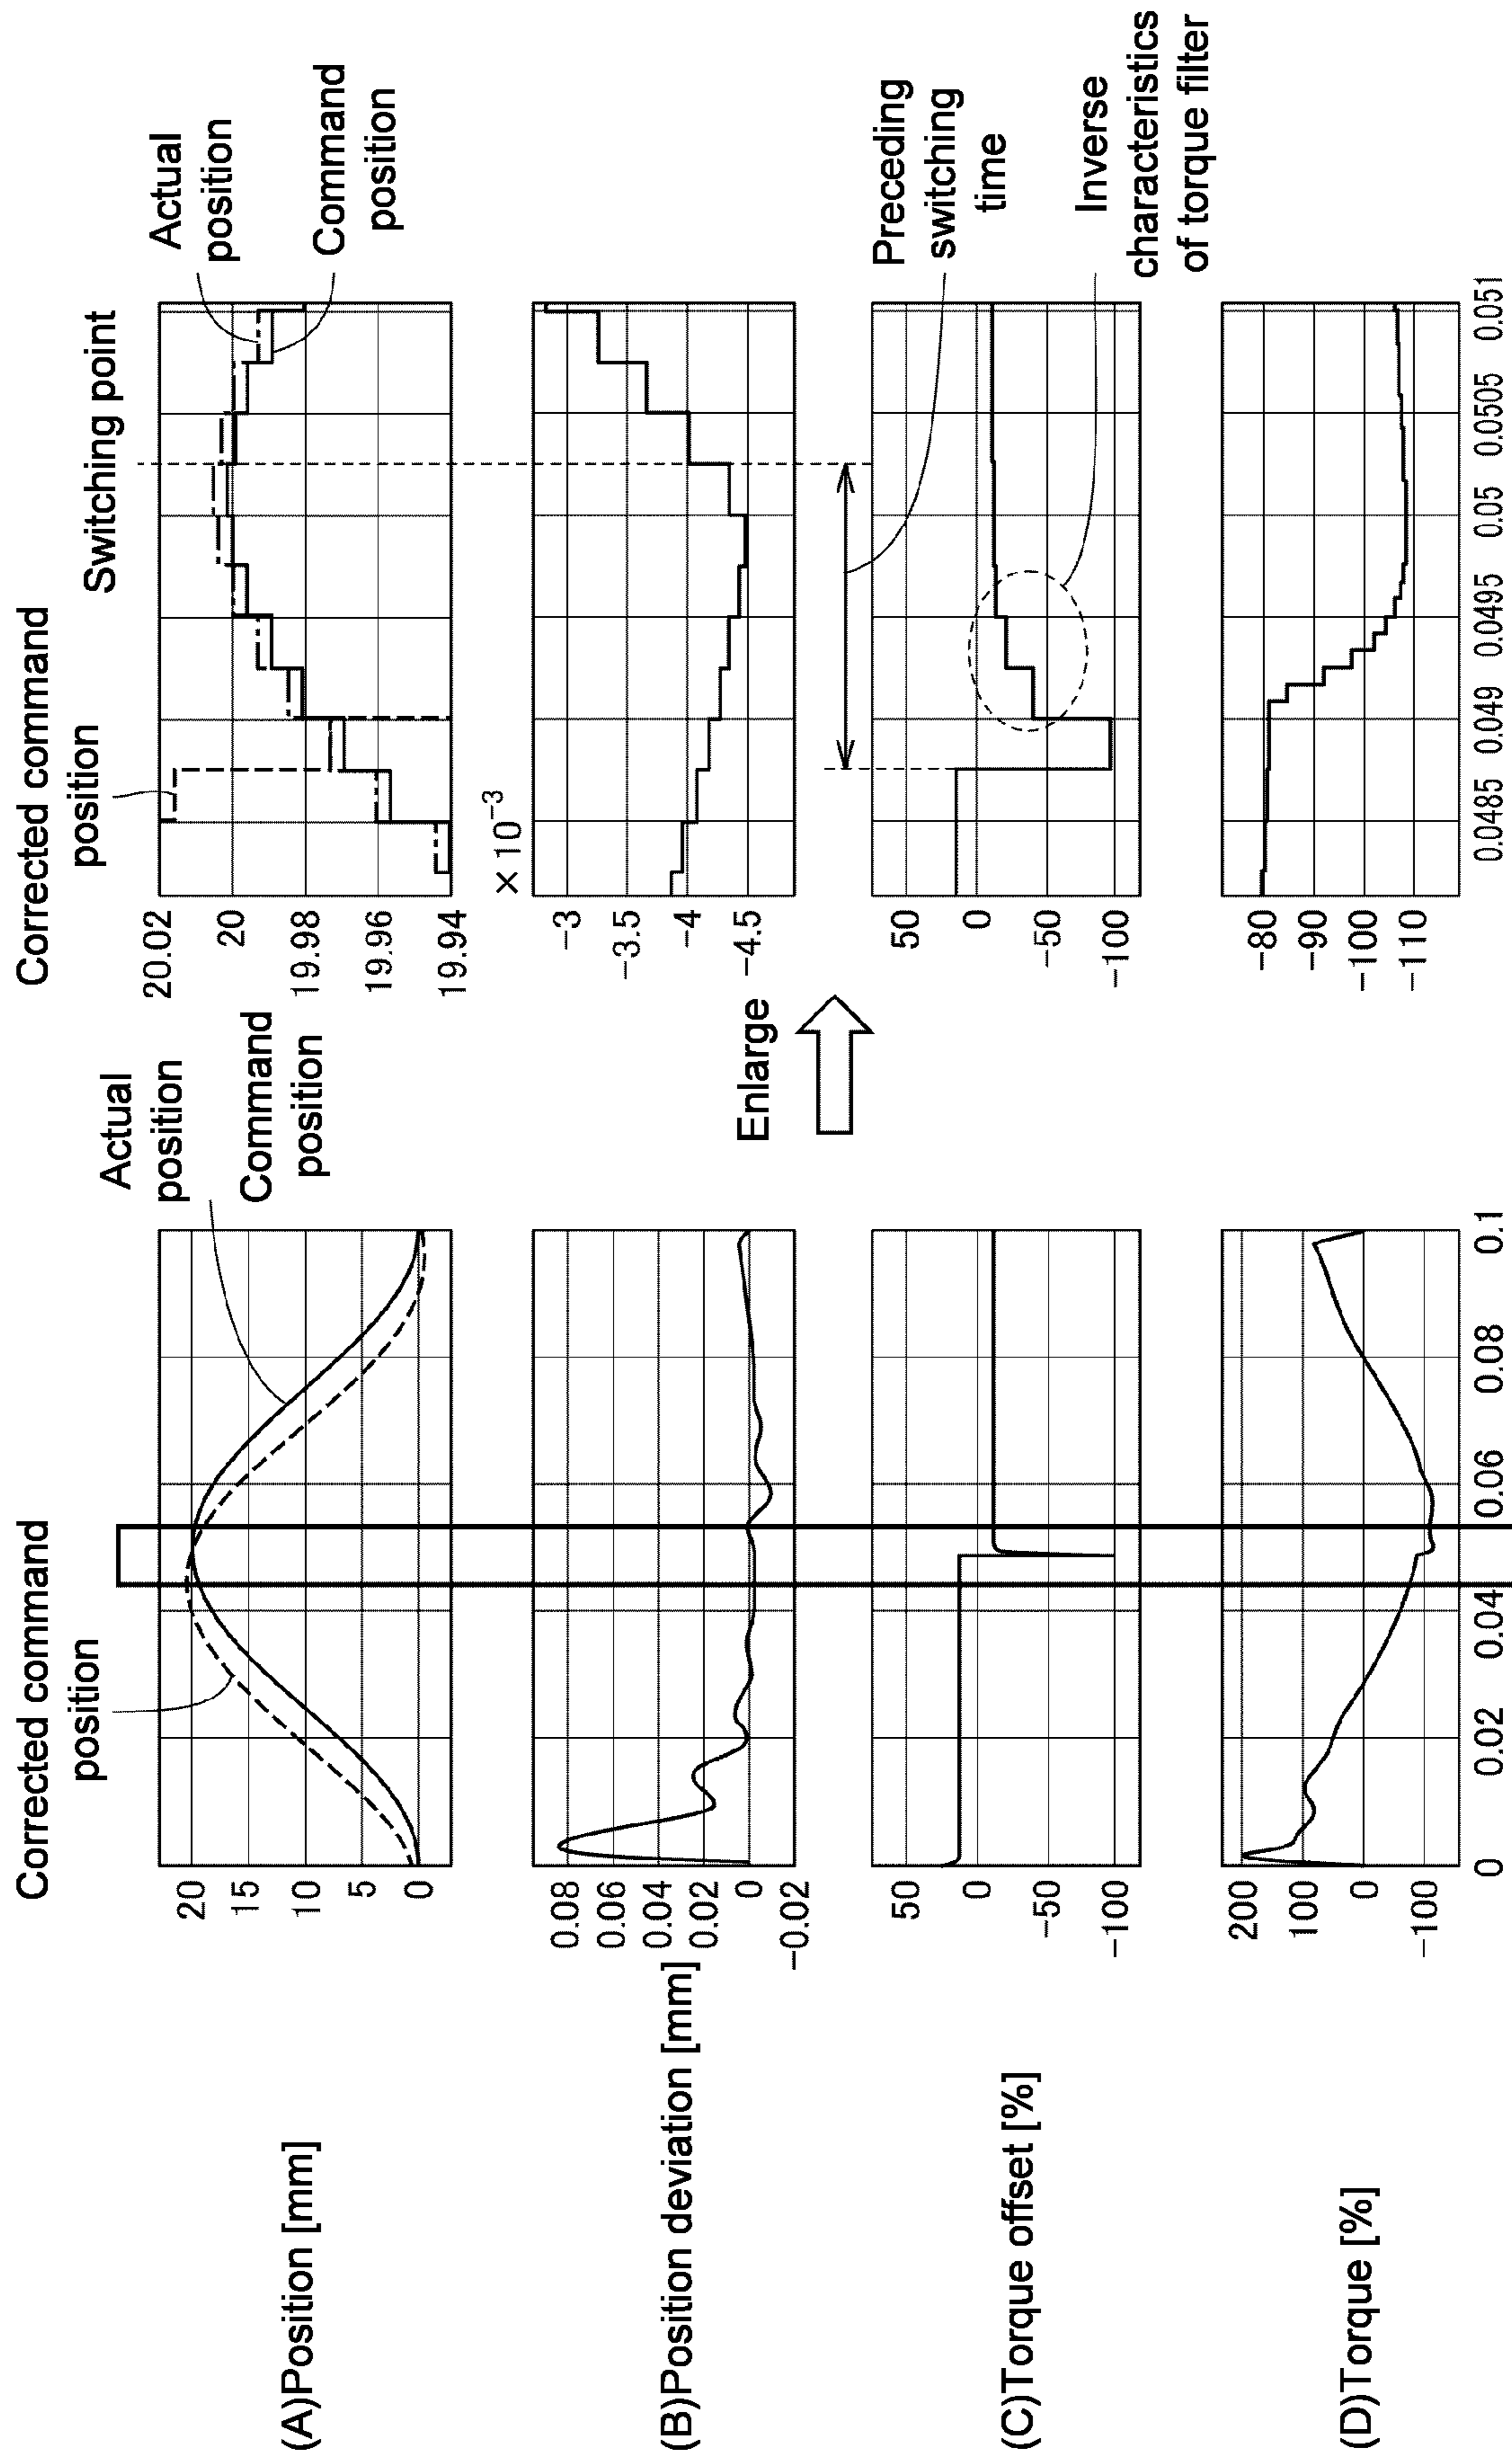 Corrected command
position
Actual
position
Command
position
(A)Position [mm]
20
15
10
5
0
(B)Position deviation [mm]
0.08
0.06
0.04
0.02
0
−0.02
(C)Torque offset [%]
50
0
−50
−100
(D)Torque [%]
200
100
0
−100
0
0.02
0.04
0.06
0.08
0.1
Enlarge
Corrected command
position
Switching point
Actual
position
Command
position
20.02
20
19.98
19.96
19.94
× 10⁻³
−3
−3.5
−4
−4.5
Preceding
switching
time
50
0
−50
−100
Inverse
characteristics
of torque filter
−80
−90
−100
−110
0.0485
0.049
0.0495
0.05
0.0505
0.051